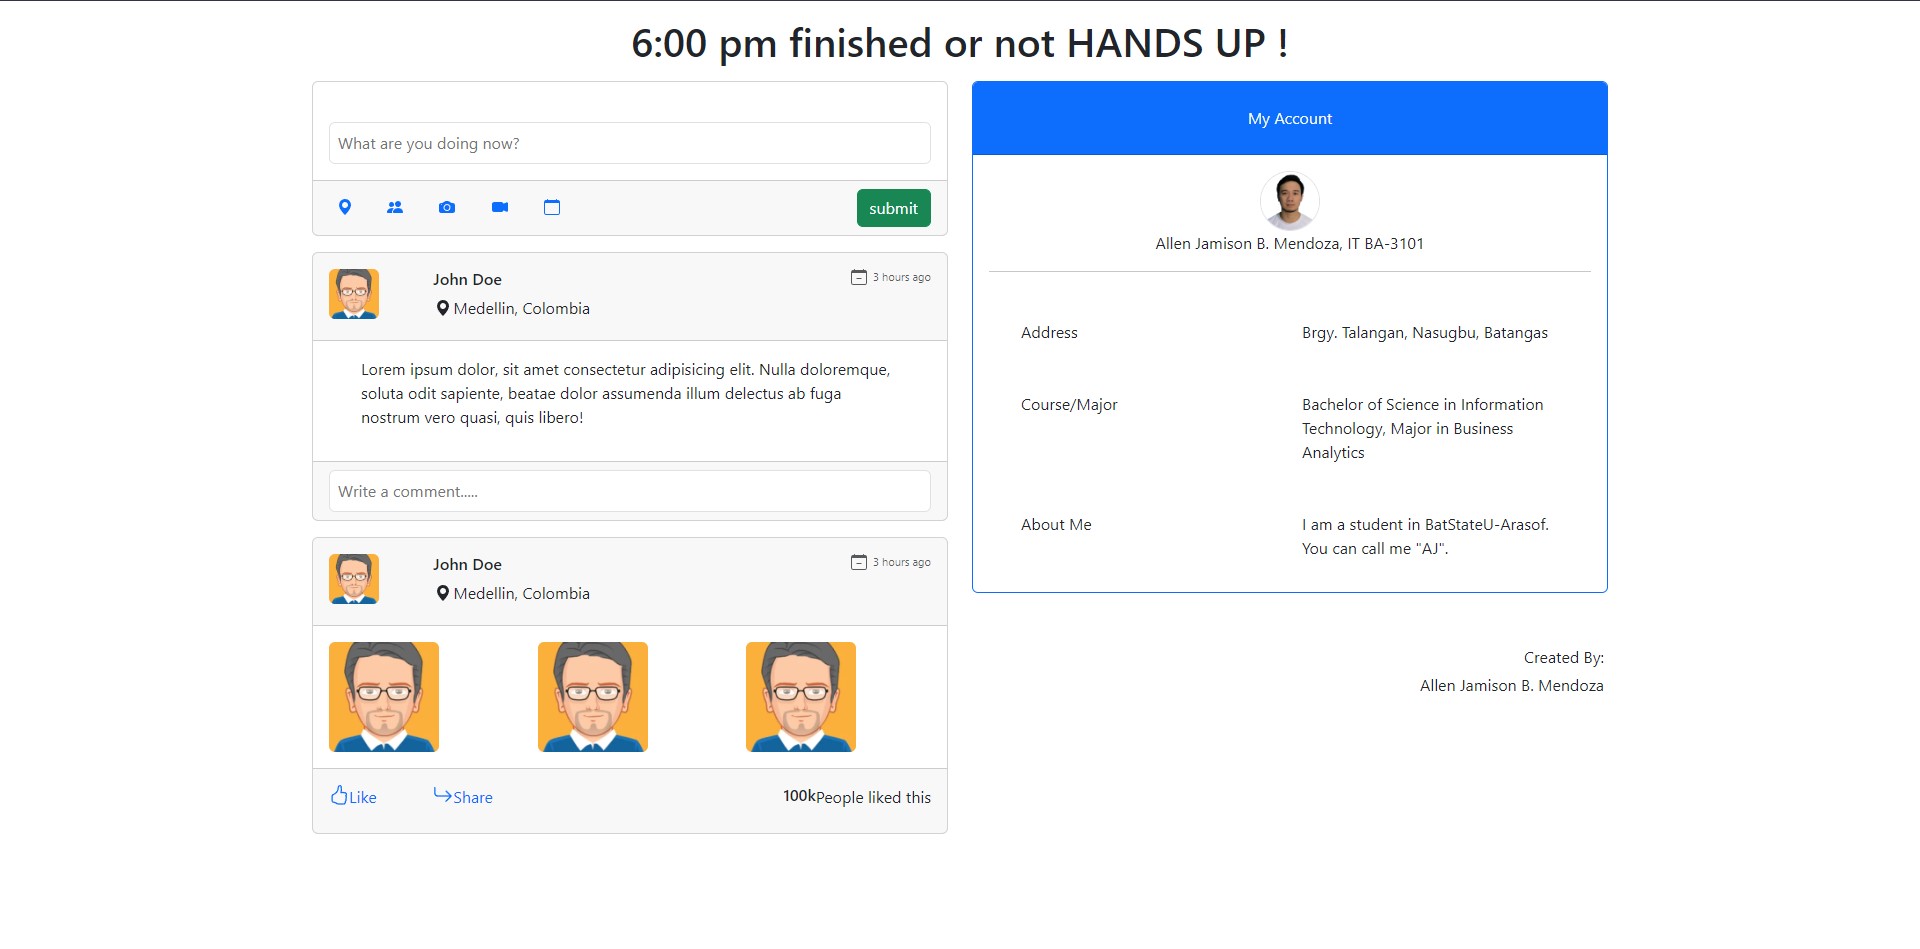 6:00 pm finished or not HANDS UP !
What are you doing now?
submit
John Doe
3 hours ago
Medellin, Colombia
Lorem ipsum dolor, sit amet consectetur adipisicing elit. Nulla doloremque,
soluta odit sapiente, beatae dolor assumenda illum delectus ab fuga
nostrum vero quasi, quis libero!
Write a comment.....
John Doe
3 hours ago
Medellin, Colombia
Like
Share
100kPeople liked this
My Account
Allen Jamison B. Mendoza, IT BA-3101
Address
Brgy. Talangan, Nasugbu, Batangas
Course/Major
Bachelor of Science in Information
Technology, Major in Business
Analytics
About Me
I am a student in BatStateU-Arasof.
You can call me "AJ".
Created By:
Allen Jamison B. Mendoza